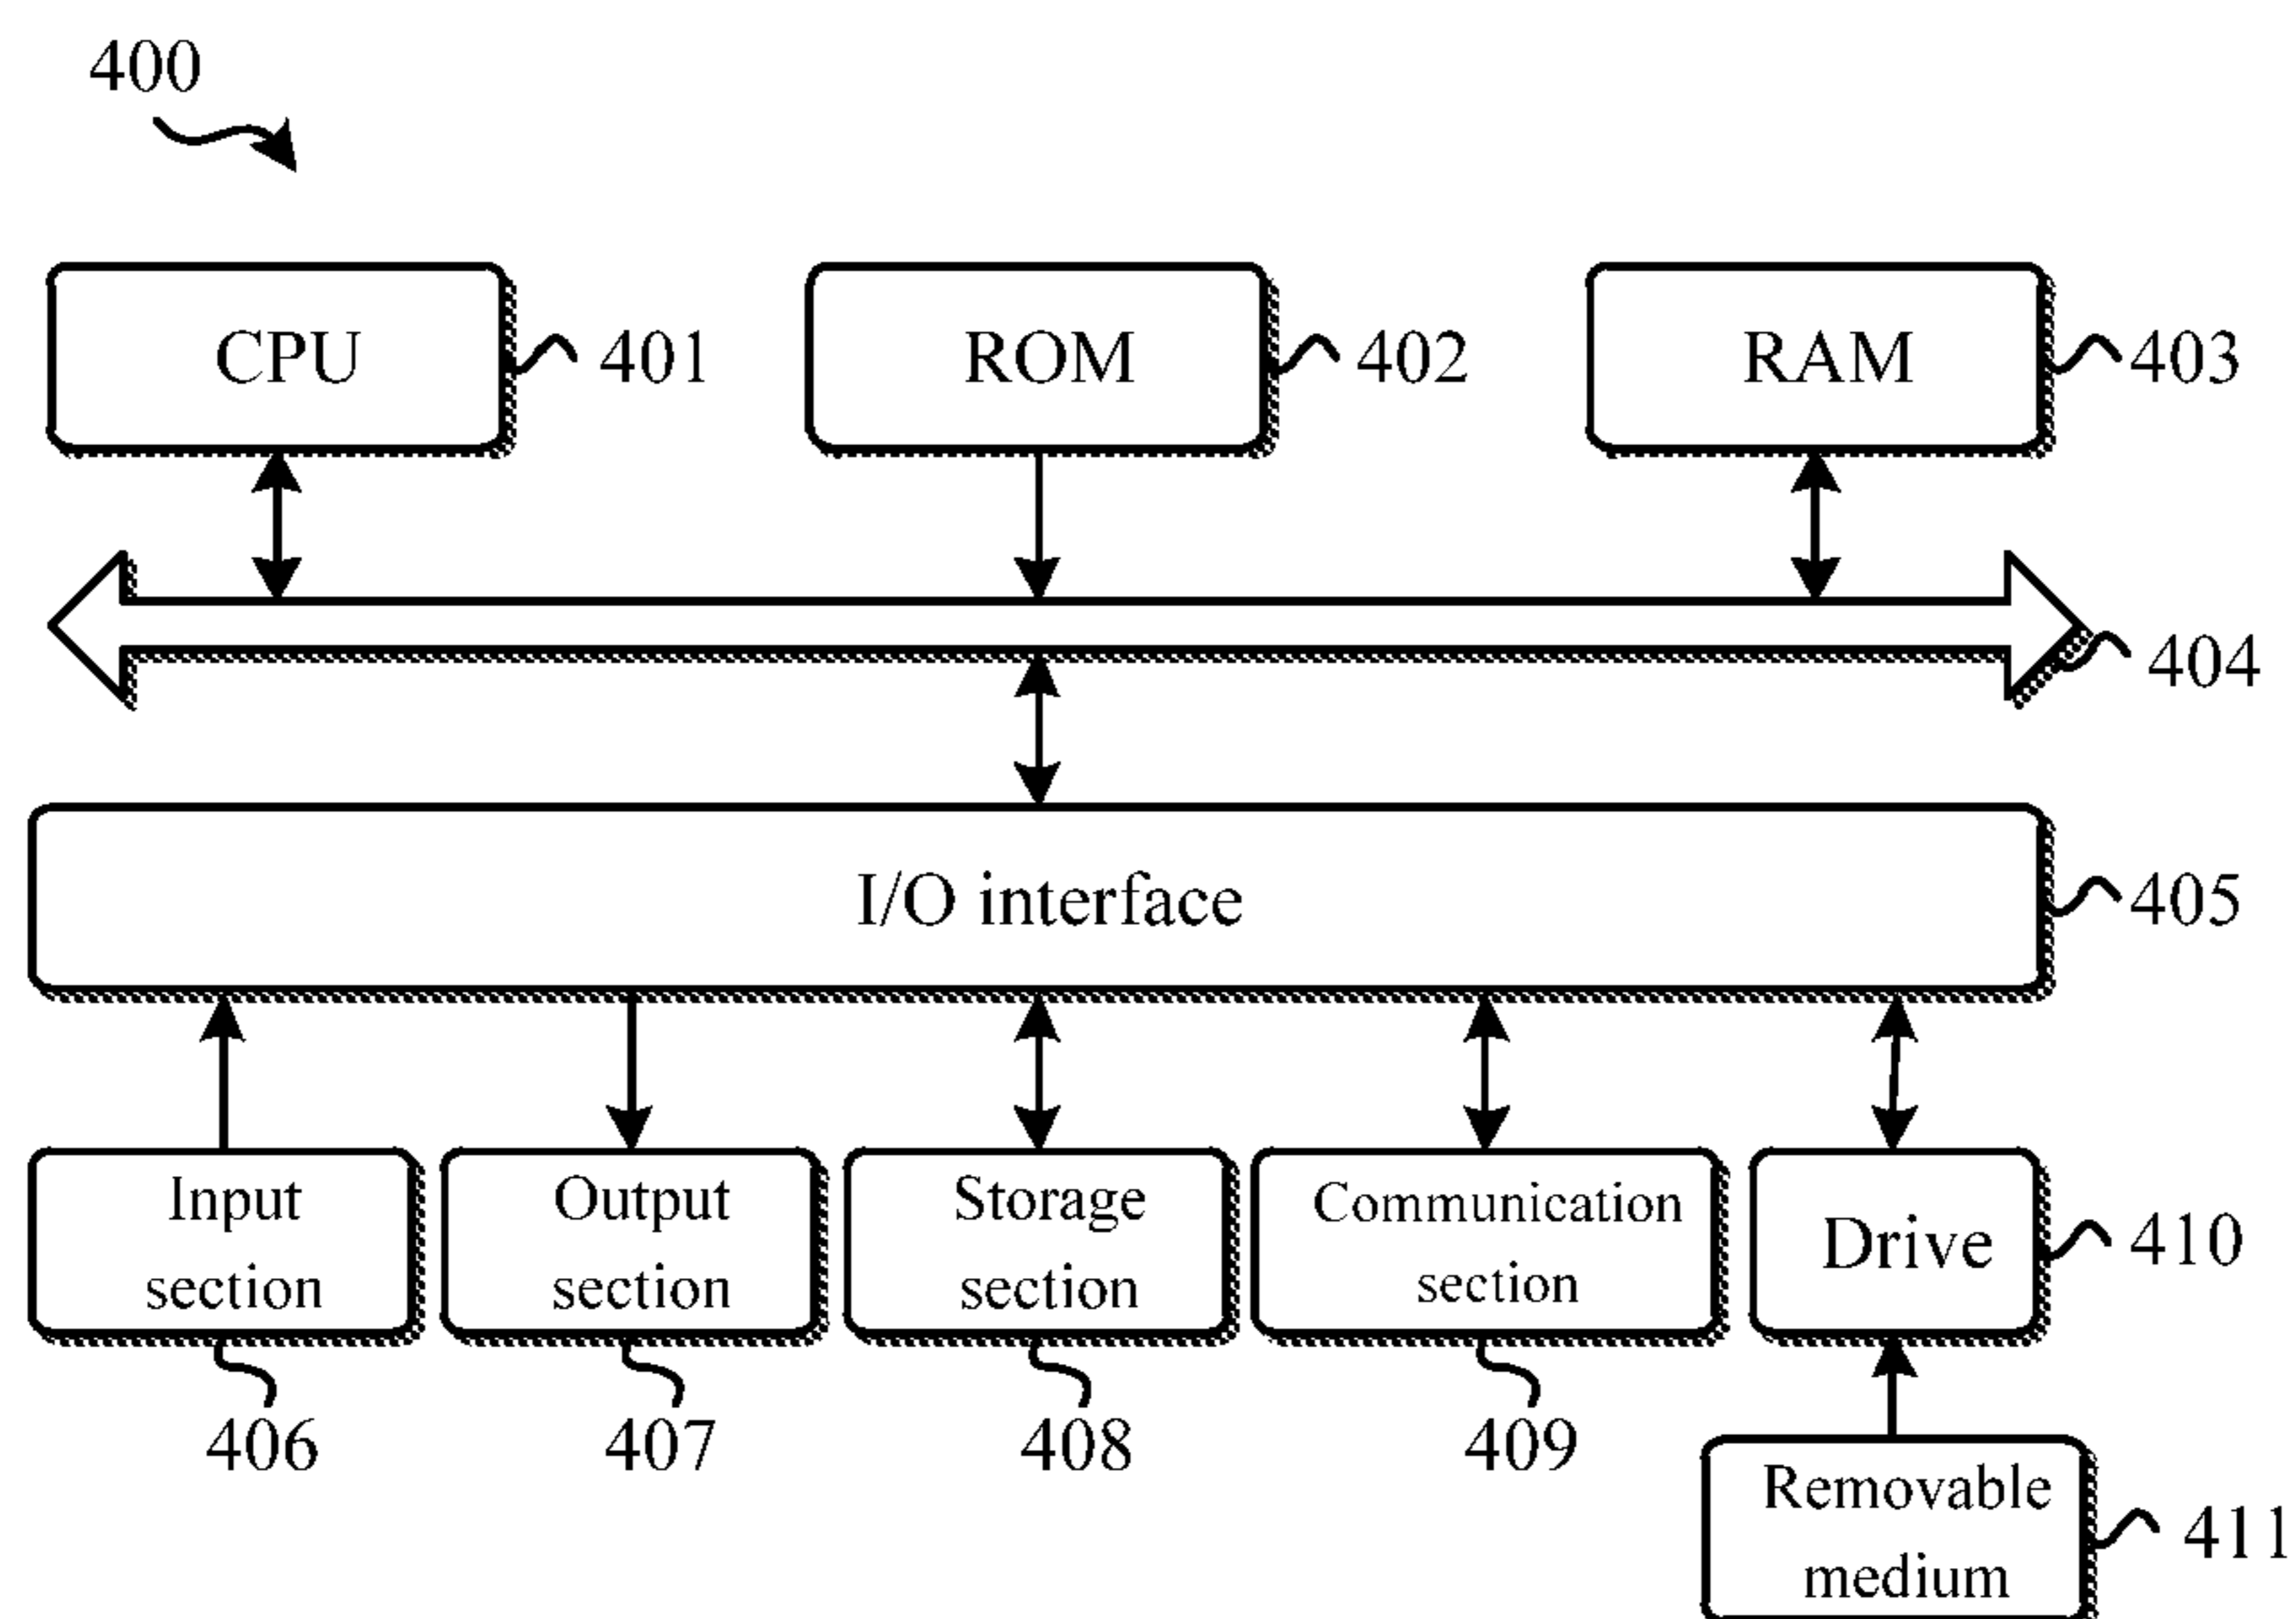 400
CPU 401 ROM 402 RAM 403
404
I/O interface 405
Input
section
Output
section
Storage
section
Communication
section
Drive 410
406 407 408 409
Removable
medium
411